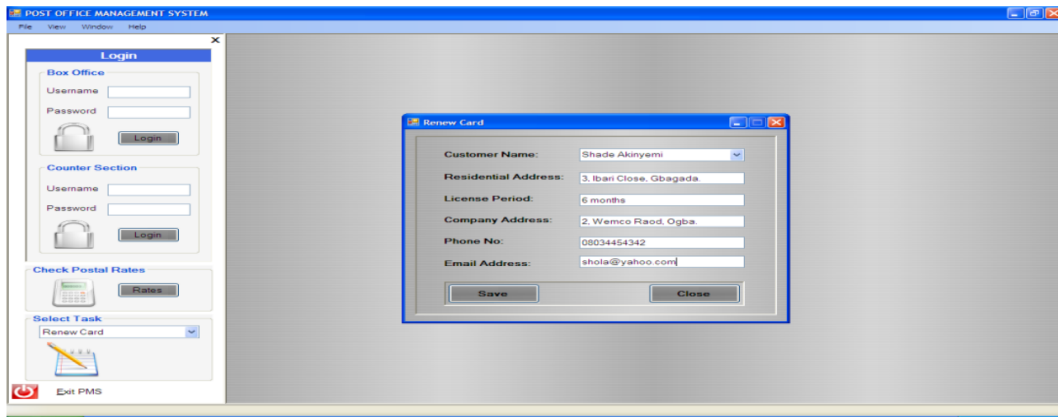 POST OFFICE MANAGEMENT SYSTEM
File View Window Help
Login
Box Office
Username
Password
Login
Counter Section
Username
Password
Login
Check Postal Rates
Rates
Select Task
Renew Card
Exit PMS
Renew Card
Customer Name: Shade Akinyemi
Residential Address: 3, Ibari Close, Gbagada.
License Period: 6 months
Company Address: 2, Wemco Raod, Ogba.
Phone No: 08034454342
Email Address: shola@yahoo.com
Save Close